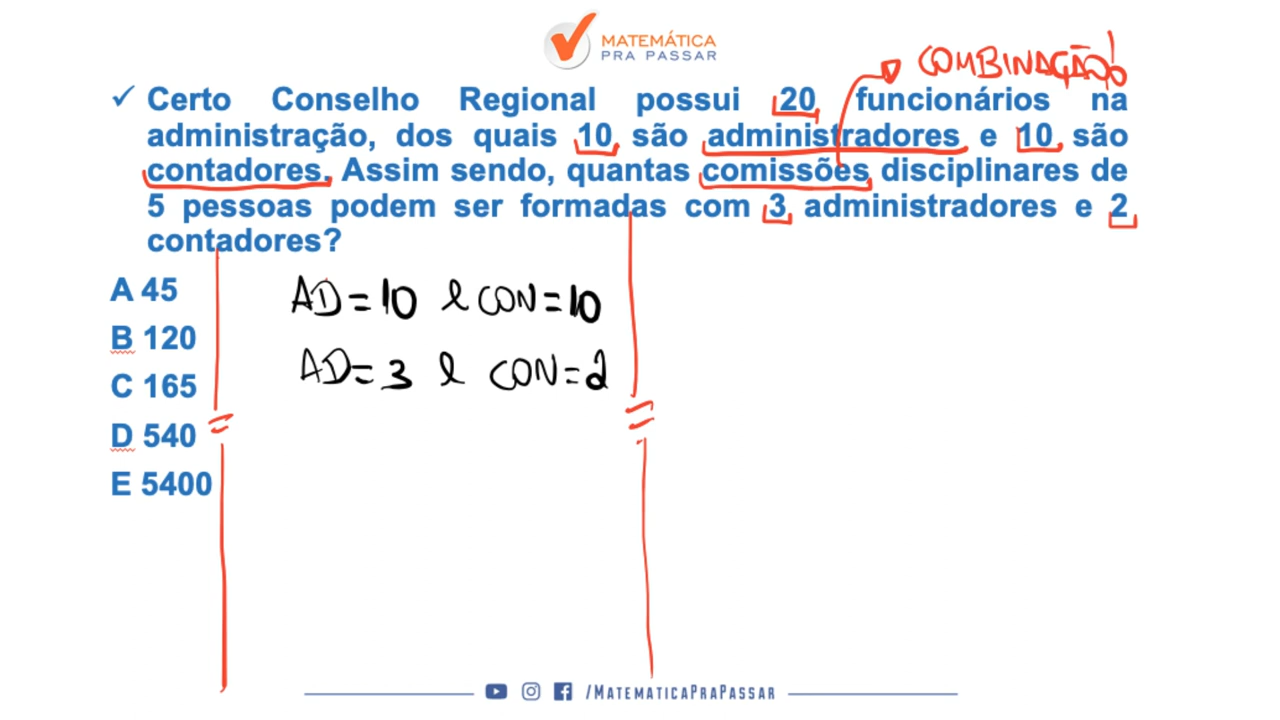 MATEMÁTICA
PRA PASSAR
COMBINAÇÃO!
✓ Certo Conselho Regional possui 20 funcionários na
administração, dos quais 10 são administradores e 10 são
contadores. Assim sendo, quantas comissões disciplinares de
5 pessoas podem ser formadas com 3 administradores e 2
contadores?
A 45
B 120
C 165
D 540
E 5400
AD=10 e CON=10
AD=3 e CON=2
/MATEMATICAPRAPASSAR